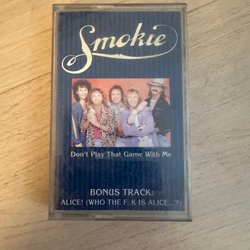 Smokie
Don't Play That Game With Me
BONUS TRACK:
ALICE! (WHO THE F..K IS ALICE...?)